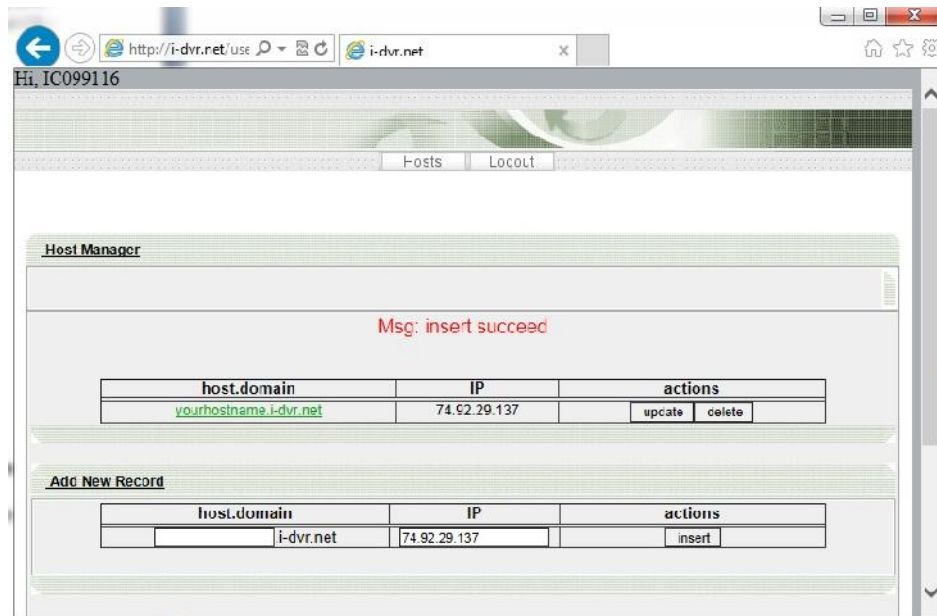 http://i-dvr.net/use
i-dvr.net
Hi, IC099116
Hosts Logout
Host Manager
Msg: insert succeed
host.domain IP actions
yourhostname.i-dvr.net 74.92.29.137 update delete
Add New Record
host.domain IP actions
i-dvr.net 74.92.29.137 insert